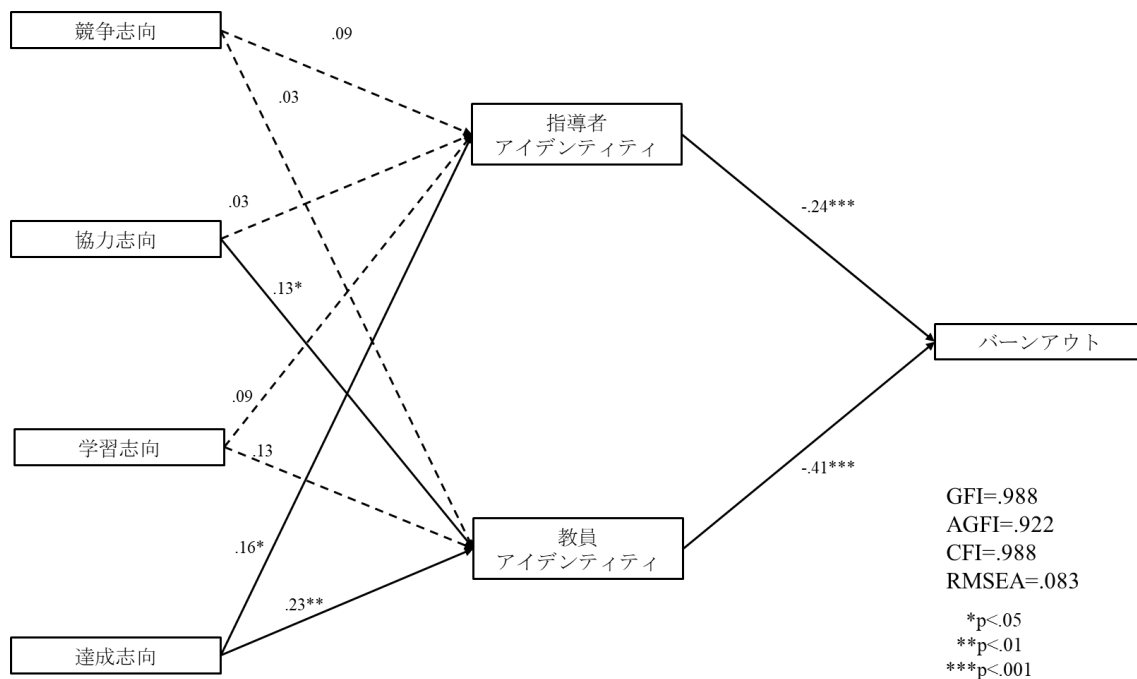 競争志向
.09
.03
指導者
アイデンティティ
.03
協力志向
-.24***
.13*
バーンアウト
.09
学習志向
.13
-.41***
教員
アイデンティティ
.16*
.23**
達成志向
GFI=.988
AGFI=.922
CFI=.988
RMSEA=.083
*p<.05
**p<.01
***p<.001